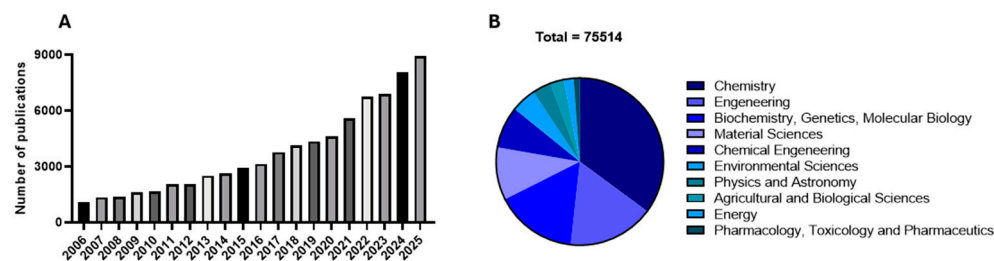 A
Number of publications
9000
6000
3000
0
2006
2007
2008
2009
2010
2011
2012
2013
2014
2015
2016
2017
2018
2019
2020
2021
2022
2023
2024
2025
B
Total = 75514
Chemistry
Engeneering
Biochemistry, Genetics, Molecular Biology
Material Sciences
Chemical Engeneering
Environmental Sciences
Physics and Astronomy
Agricultural and Biological Sciences
Energy
Pharmacology, Toxicology and Pharmaceutics